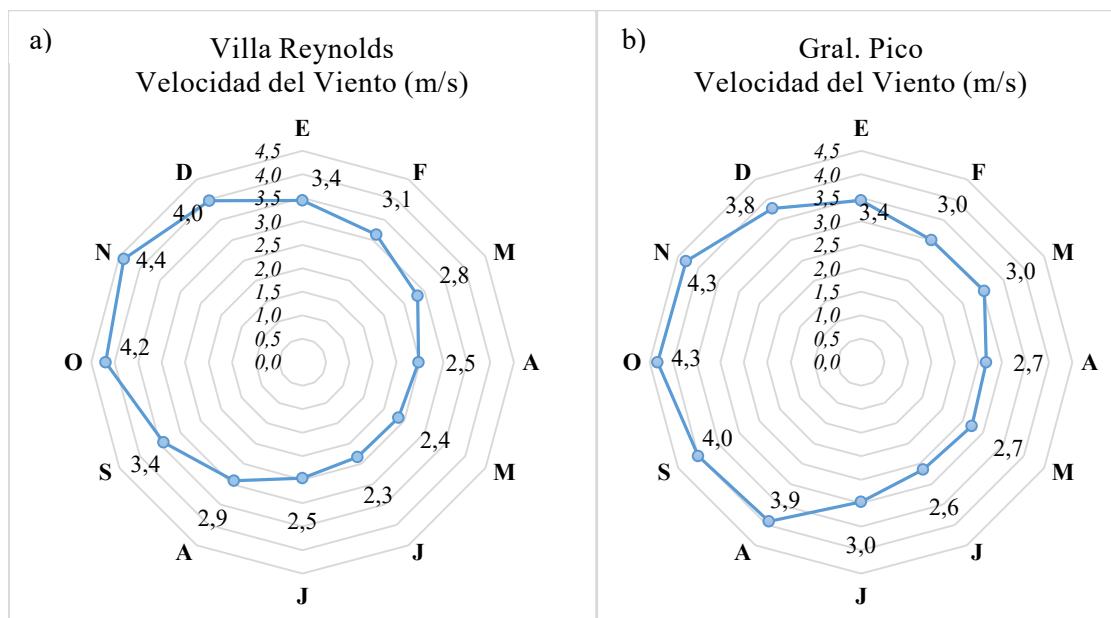 a)
Villa Reynolds
Velocidad del Viento (m/s)
E
F
M
A
M
J
J
A
S
O
N
D
4,5
4,0
3,5
3,0
2,5
2,0
1,5
1,0
0,5
0,0
3,4
3,1
2,8
2,5
2,4
2,3
2,5
2,9
3,4
4,2
4,4
4,0
b)
Gral. Pico
Velocidad del Viento (m/s)
E
F
M
A
M
J
J
A
S
O
N
D
4,5
4,0
3,5
3,0
2,5
2,0
1,5
1,0
0,5
0,0
3,4
3,0
3,0
2,7
2,7
2,6
3,0
3,9
4,0
4,3
4,3
3,8